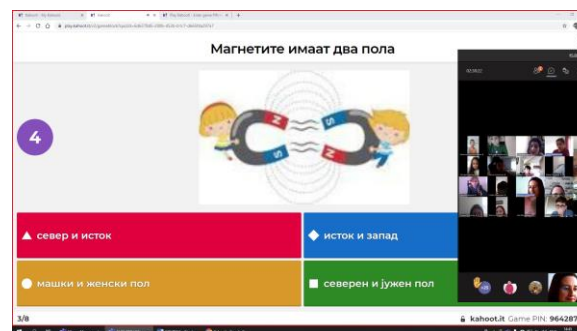 Магнетите имаат два пола
4
N
S
S
N
север и исток
исток и запад
машки и женски пол
северен и јужен пол
3/8
kahoot.it Game PIN: 964287